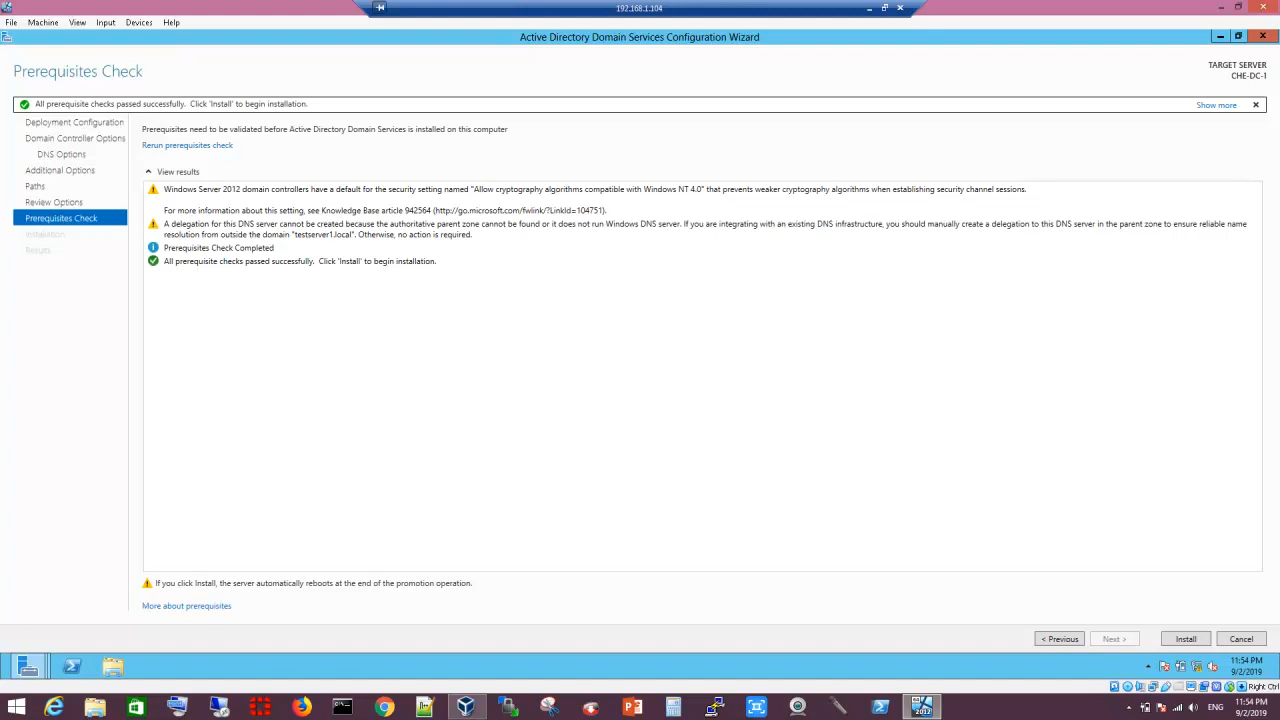 192.168.1.104
File Machine View Input Devices Help
Active Directory Domain Services Configuration Wizard
Prerequisites Check
TARGET SERVER
CHE-DC-1
All prerequisite checks passed successfully. Click 'Install' to begin installation.
Show more
Deployment Configuration
Domain Controller Options
DNS Options
Additional Options
Paths
Review Options
Prerequisites Check
Installation
Results
Prerequisites need to be validated before Active Directory Domain Services is installed on this computer
Rerun prerequisites check
View results
Windows Server 2012 domain controllers have a default for the security setting named "Allow cryptography algorithms compatible with Windows NT 4.0" that prevents weaker cryptography algorithms when establishing security channel sessions.
For more information about this setting, see Knowledge Base article 942564 (http://go.microsoft.com/fwlink/?LinkId=104751).
A delegation for this DNS server cannot be created because the authoritative parent zone cannot be found or it does not run Windows DNS server. If you are integrating with an existing DNS infrastructure, you should manually create a delegation to this DNS server in the parent zone to ensure reliable name
resolution from outside the domain "testserver1.local". Otherwise, no action is required.
Prerequisites Check Completed
All prerequisite checks passed successfully. Click 'Install' to begin installation.
If you click Install, the server automatically reboots at the end of the promotion operation.
More about prerequisites
< Previous
Next >
Install
Cancel
11:54 PM
9/2/2019
Right Ctrl
2012
ENG
11:54 PM
9/2/2019